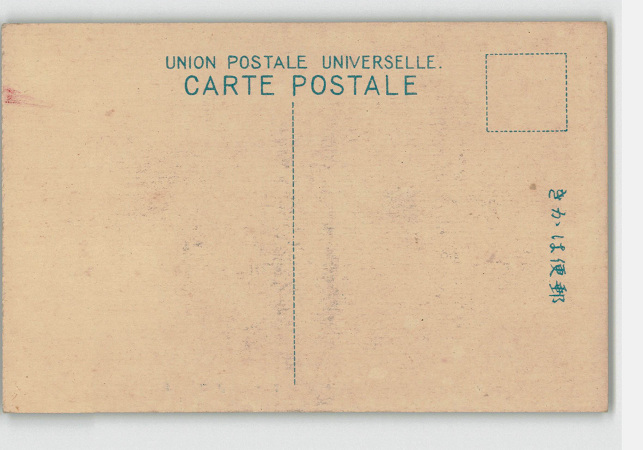 UNION POSTALE UNIVERSELLE.
CARTE POSTALE
きかは便郵